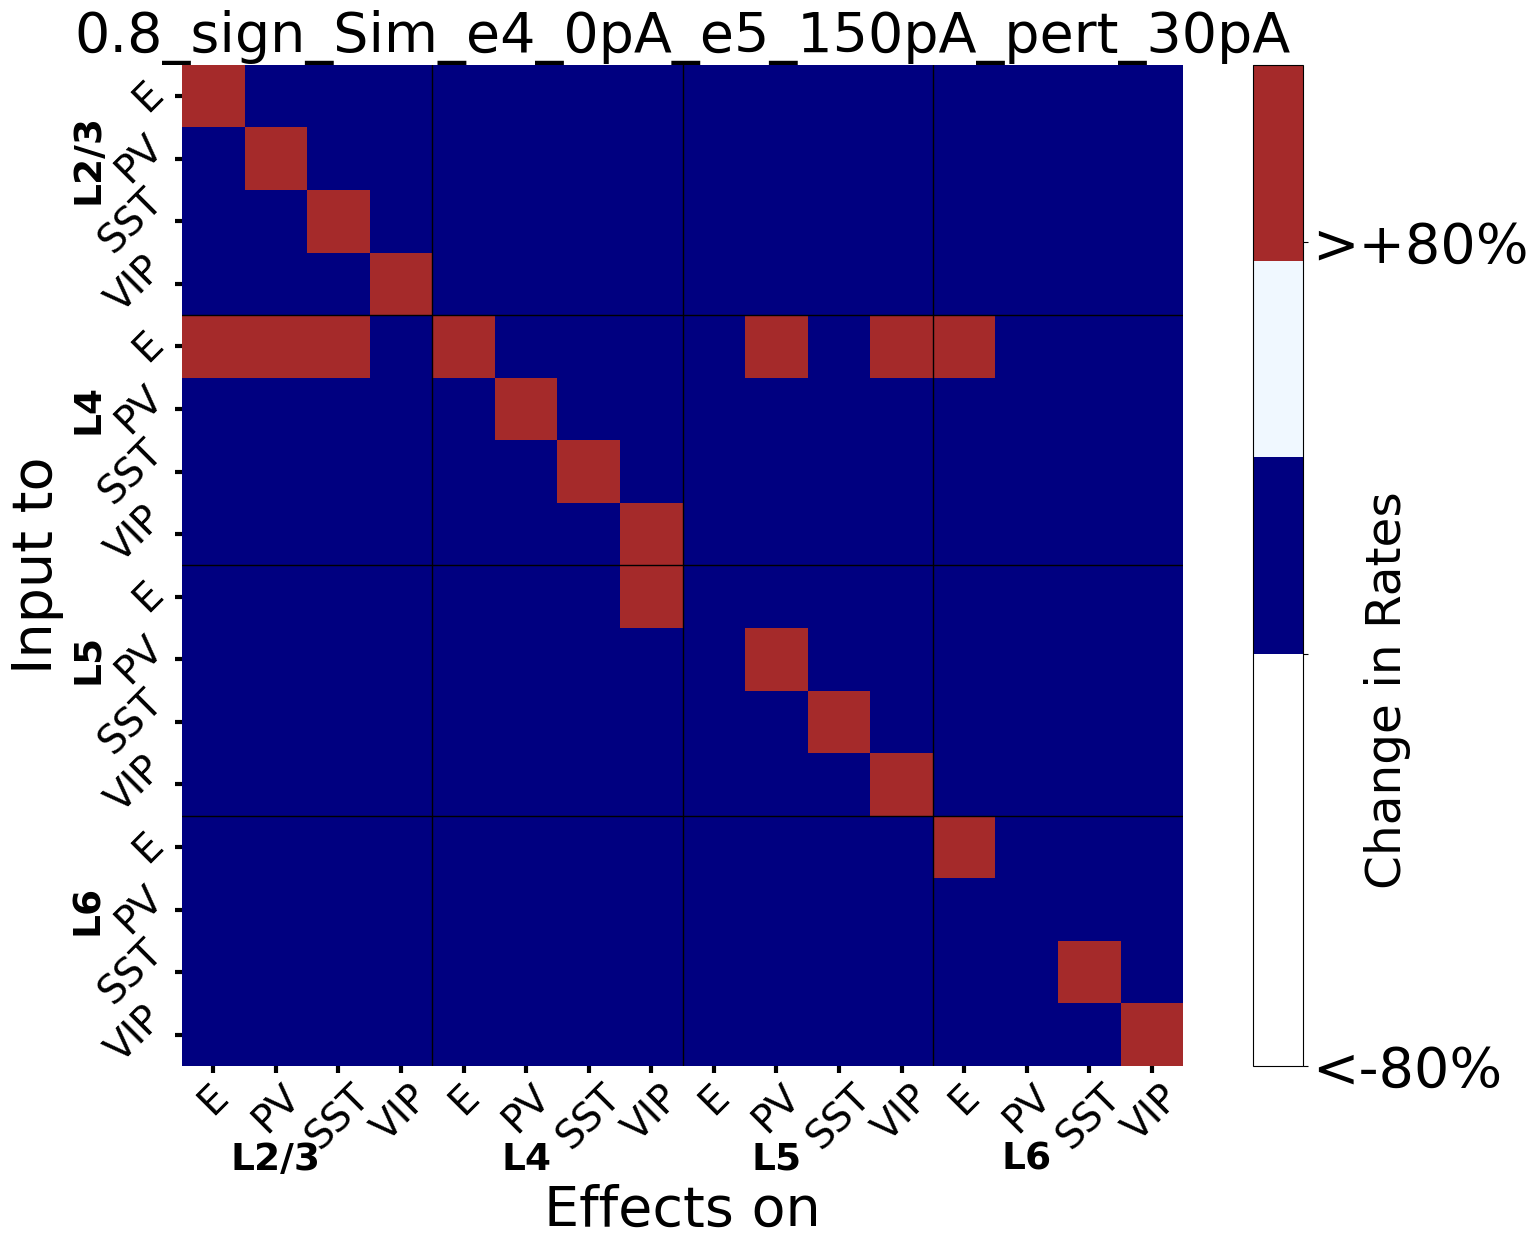 0.8_sign_Sim_e4_0pA_e5_150pA_pert_30pA
Input to
L2/3
E
PV
SST
VIP
L4
E
PV
SST
VIP
L5
E
PV
SST
VIP
L6
E
PV
SST
VIP
E PV SST VIP E PV SST VIP E PV SST VIP E PV SST VIP
L2/3 L4 L5 L6
Effects on
>+80%
Change in Rates
<-80%